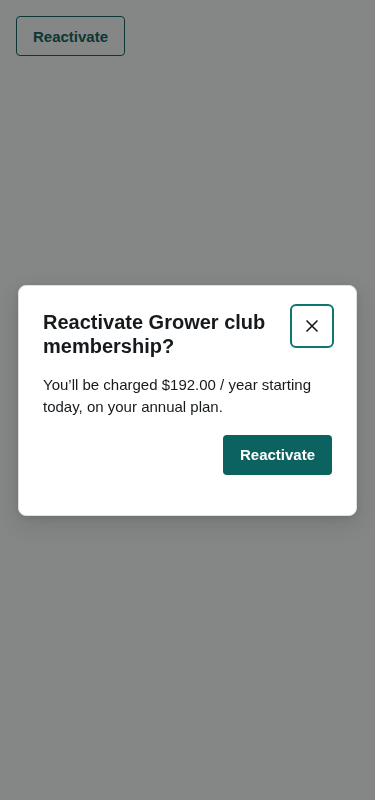 Reactivate
Reactivate Grower club
membership?
You’ll be charged $192.00 / year starting
today, on your annual plan.
Reactivate